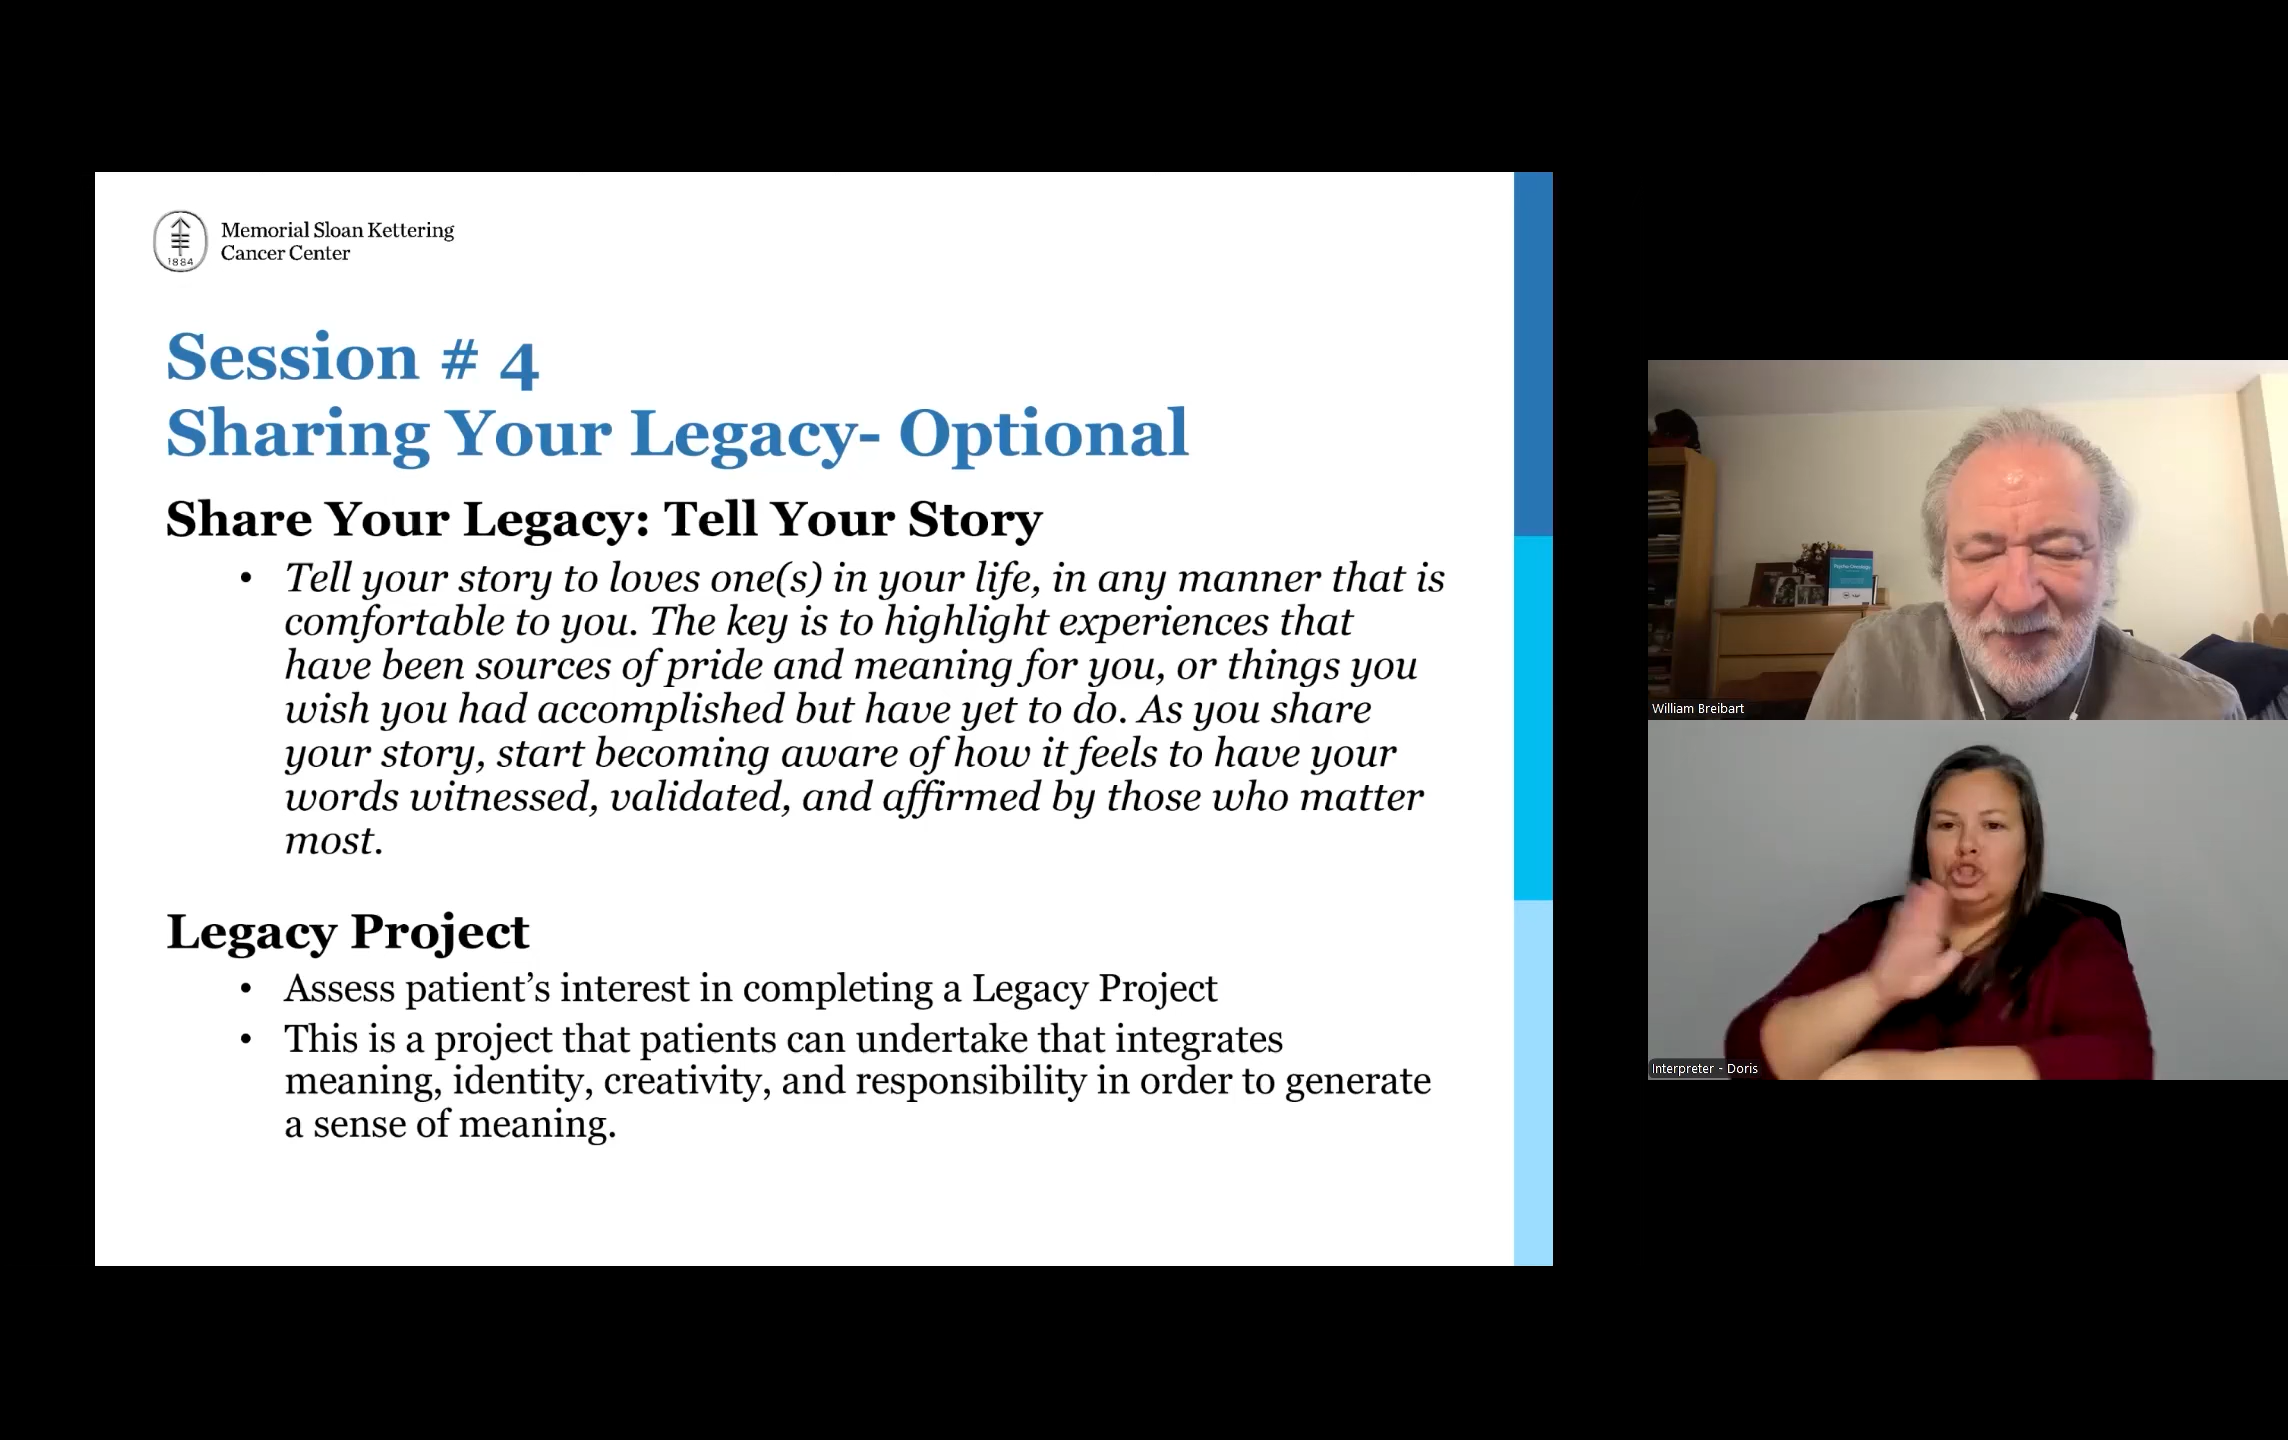 Memorial Sloan Kettering
Cancer Center
1884
Session # 4
Sharing Your Legacy- Optional
Share Your Legacy: Tell Your Story
• Tell your story to loves one(s) in your life, in any manner that is
comfortable to you. The key is to highlight experiences that
have been sources of pride and meaning for you, or things you
wish you had accomplished but have yet to do. As you share
your story, start becoming aware of how it feels to have your
words witnessed, validated, and affirmed by those who matter
most.
Legacy Project
• Assess patient’s interest in completing a Legacy Project
• This is a project that patients can undertake that integrates
meaning, identity, creativity, and responsibility in order to generate
a sense of meaning.
Psycho-Oncology
William Breibart
Interpreter - Doris